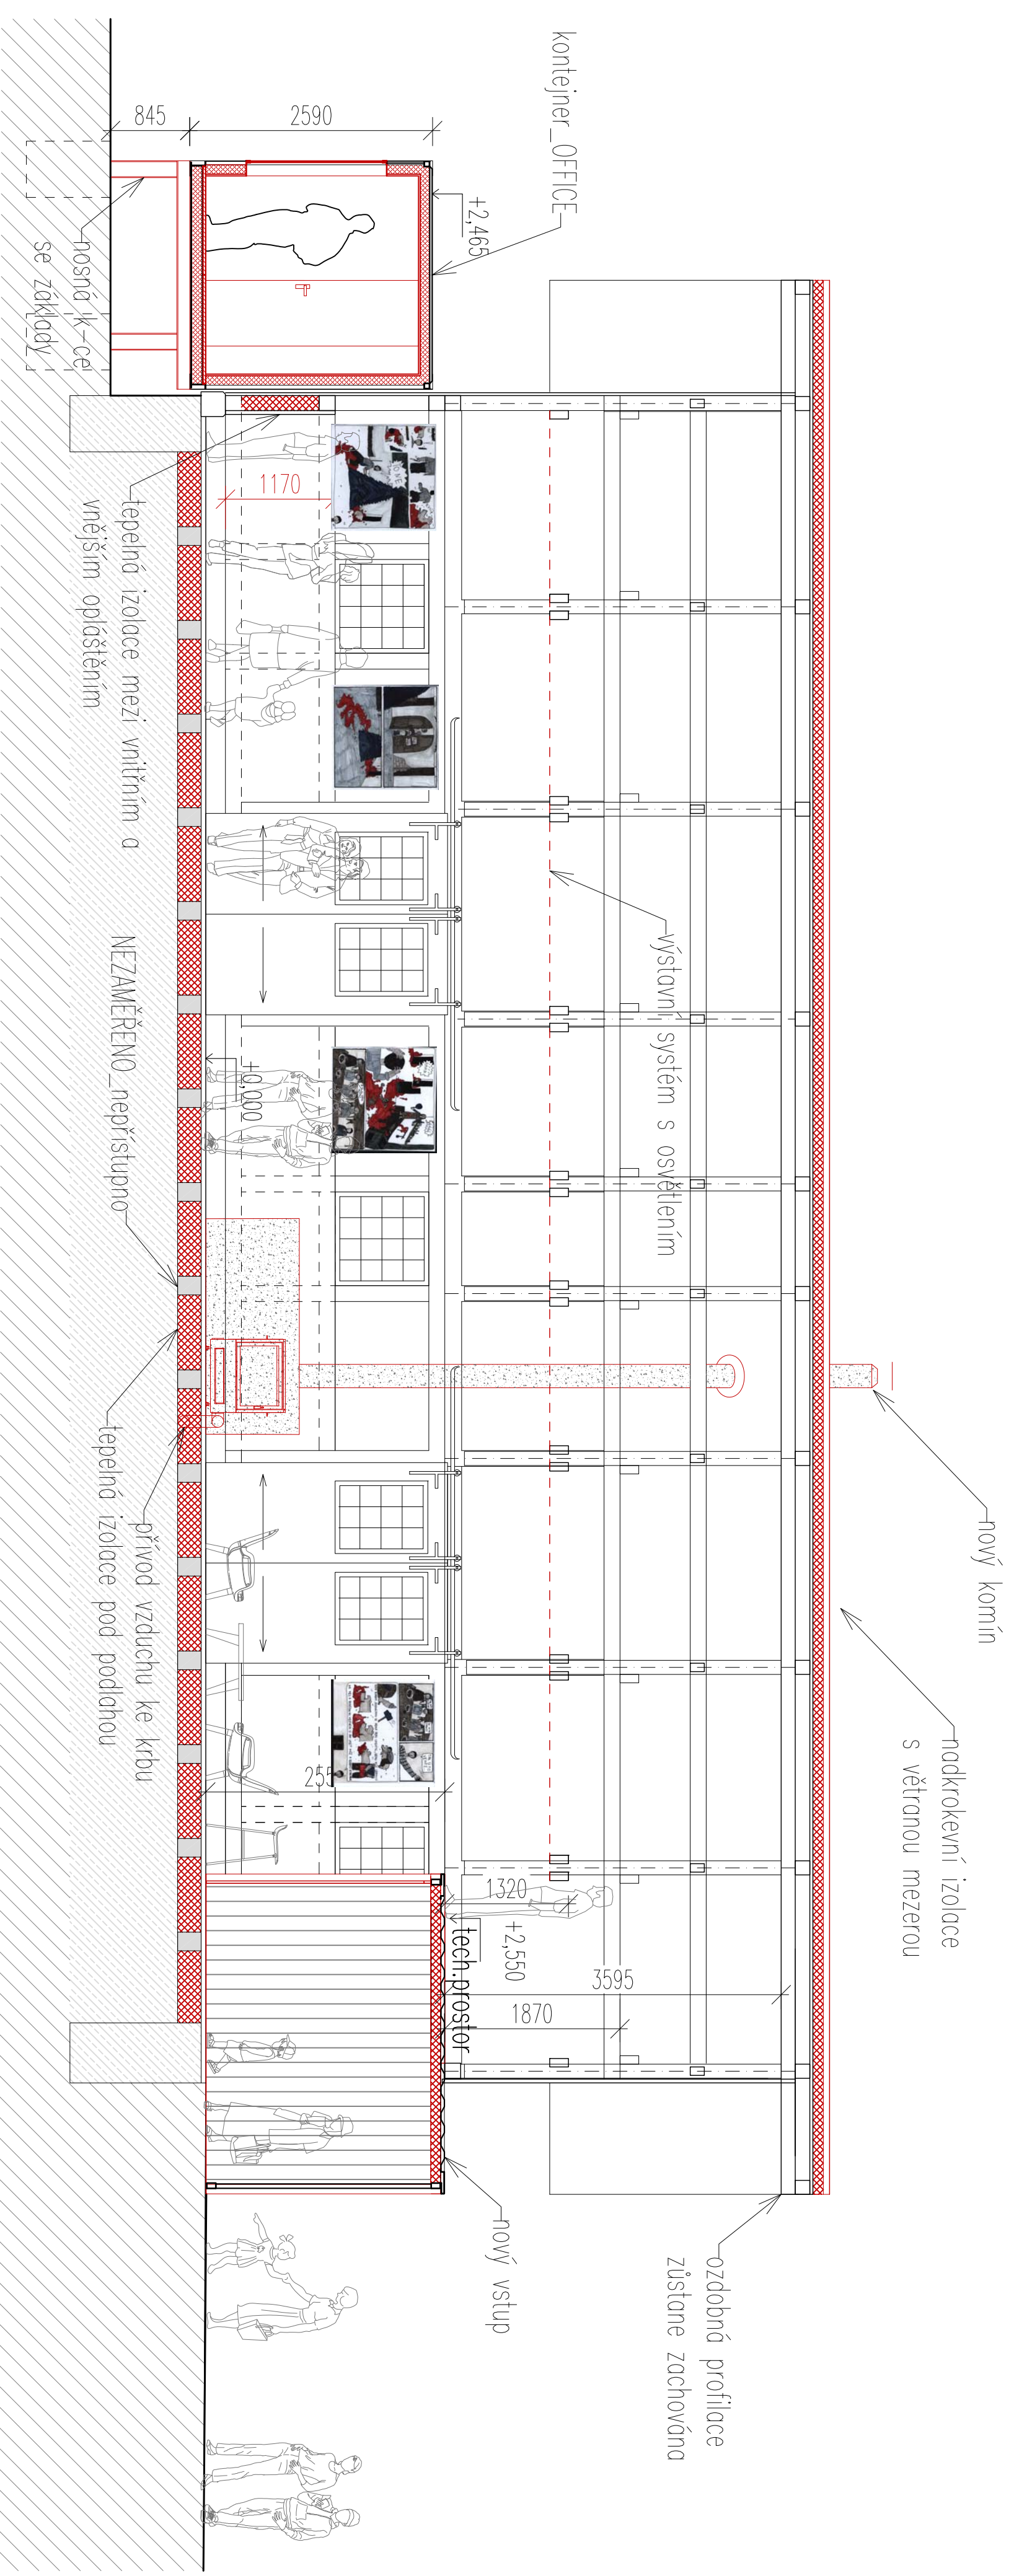 kontejner_OFFICE
+2,465
2590
845
nosná k-ce
se základy
1170
tepelná izolace mezi vnitřním a
vnějším opláštěním
výstavní systém s osvětlením
+0,000
NEZAMĚŘENO_nepřístupno
přívod vzduchu ke krbu
tepelná izolace pod podlahou
nový komín
nadkrokevní izolace
s větranou mezerou
255
1320
+2,550
tech.prostor
3595
1870
nový vstup
ozdobná profilace
zůstane zachována